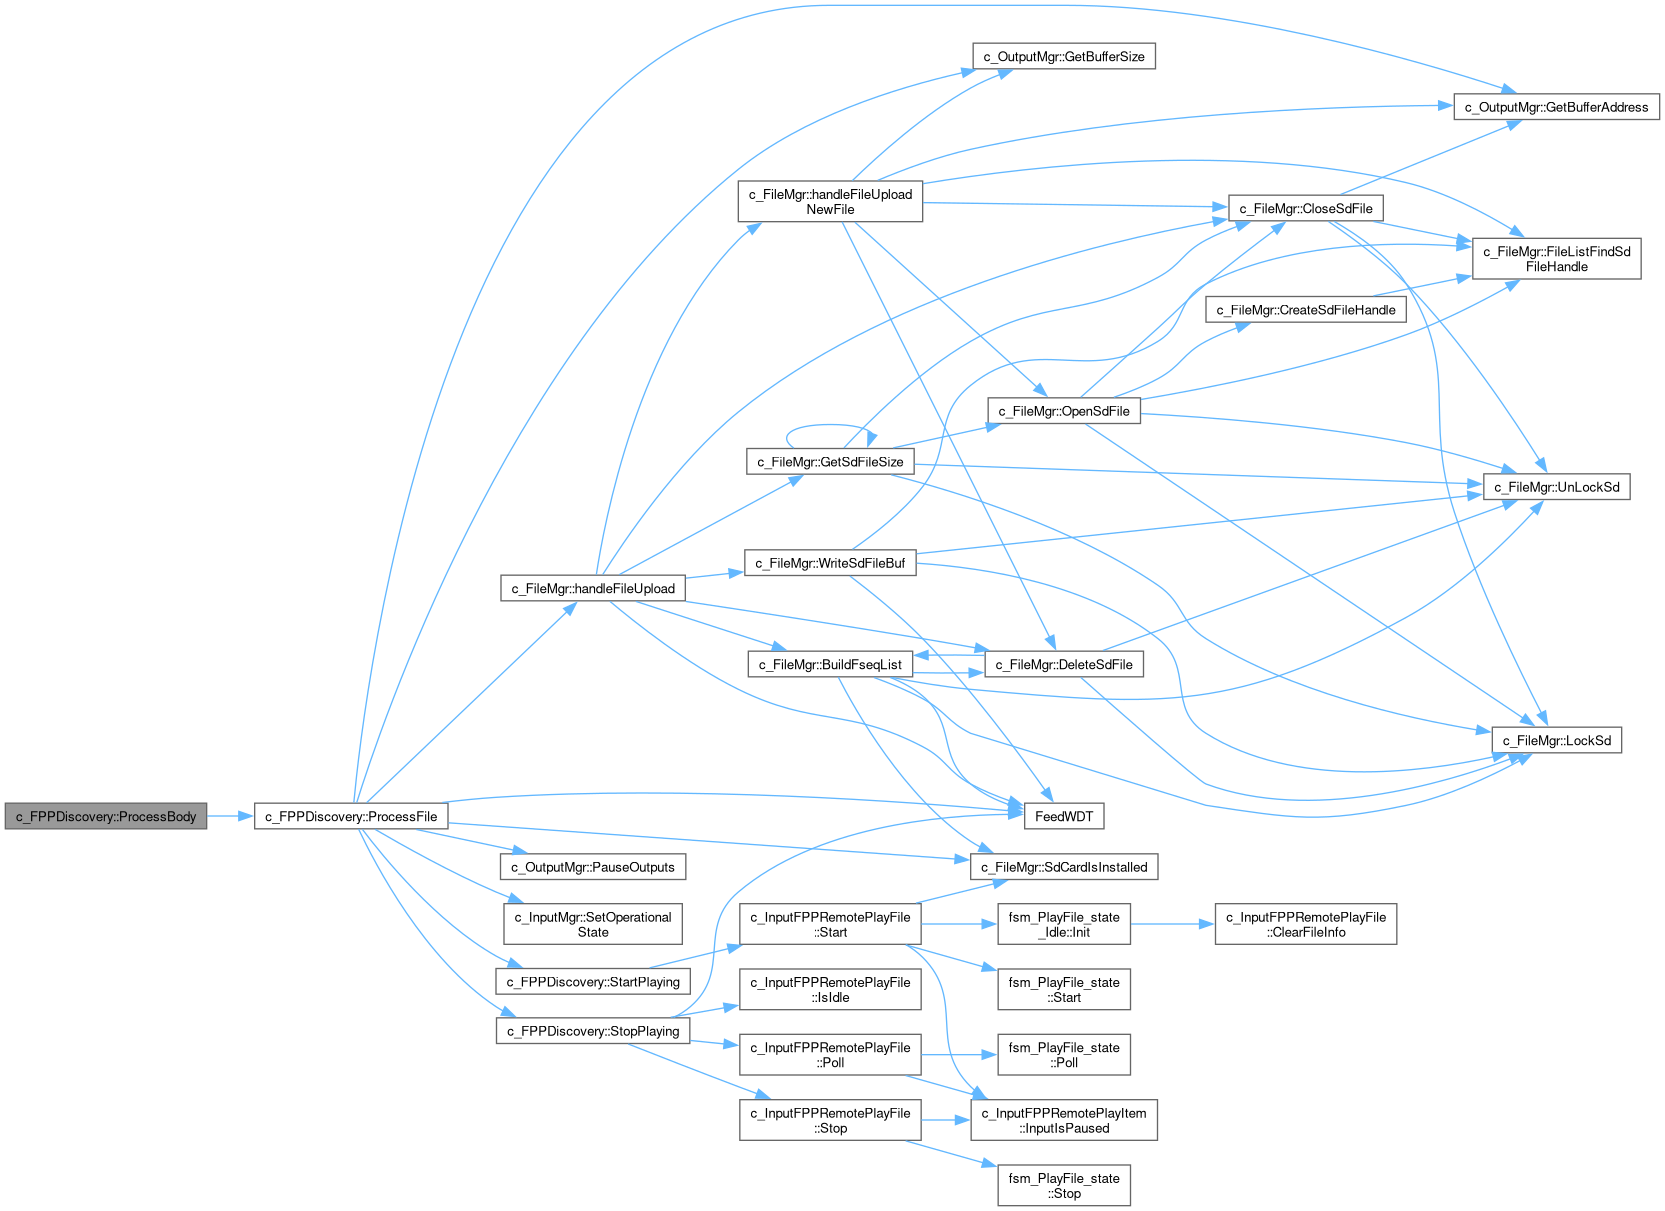 c_OutputMgr::GetBufferSize
c_OutputMgr::GetBufferAddress
c_FileMgr::handleFileUpload
NewFile
c_FileMgr::CloseSdFile
c_FileMgr::FileListFindSd
FileHandle
c_FileMgr::CreateSdFileHandle
c_FileMgr::OpenSdFile
c_FileMgr::GetSdFileSize
c_FileMgr::UnLockSd
c_FileMgr::WriteSdFileBuf
c_FileMgr::handleFileUpload
c_FileMgr::BuildFseqList
c_FileMgr::DeleteSdFile
c_FileMgr::LockSd
c_FPPDiscovery::ProcessBody
c_FPPDiscovery::ProcessFile
FeedWDT
c_OutputMgr::PauseOutputs
c_FileMgr::SdCardIsInstalled
c_InputMgr::SetOperational
State
c_InputFPPRemotePlayFile
::Start
fsm_PlayFile_state
_Idle::Init
c_InputFPPRemotePlayFile
::ClearFileInfo
c_FPPDiscovery::StartPlaying
c_InputFPPRemotePlayFile
::IsIdle
fsm_PlayFile_state
::Start
c_FPPDiscovery::StopPlaying
c_InputFPPRemotePlayFile
::Poll
fsm_PlayFile_state
::Poll
c_InputFPPRemotePlayFile
::Stop
c_InputFPPRemotePlayItem
::InputIsPaused
fsm_PlayFile_state
::Stop